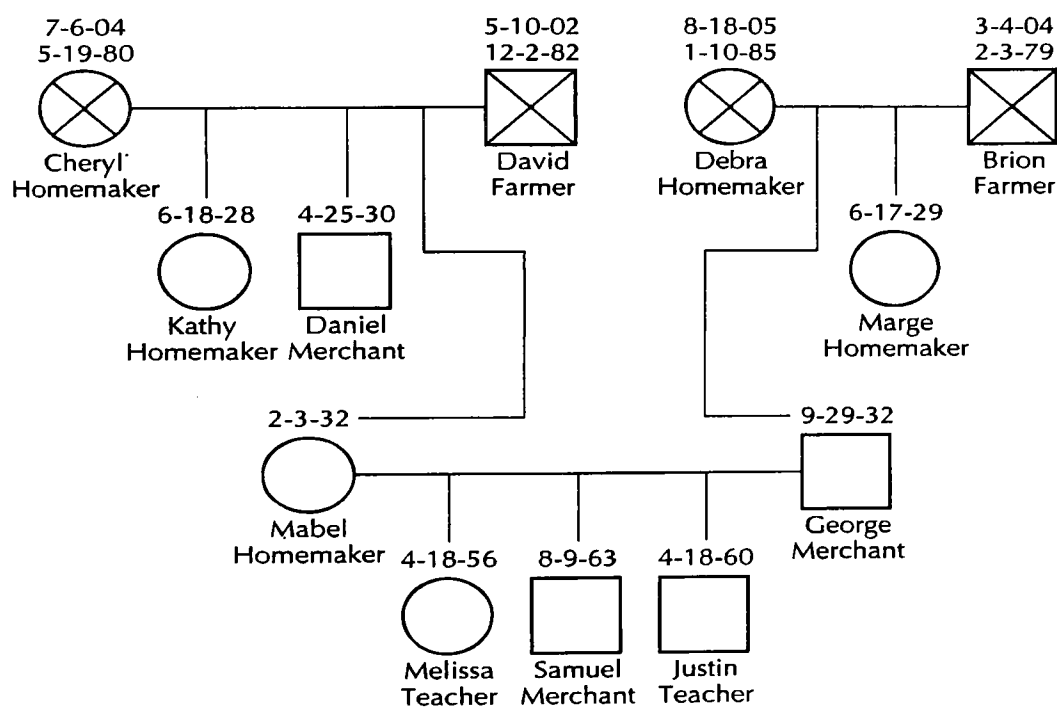 7-6-04
5-19-80
Cheryl
Homemaker
5-10-02
12-2-82
David
Farmer
8-18-05
1-10-85
Debra
Homemaker
3-4-04
2-3-79
Brion
Farmer
6-18-28
Kathy
Homemaker
4-25-30
Daniel
Merchant
6-17-29
Marge
Homemaker
2-3-32
Mabel
Homemaker
9-29-32
George
Merchant
4-18-56
Melissa
Teacher
8-9-63
Samuel
Merchant
4-18-60
Justin
Teacher